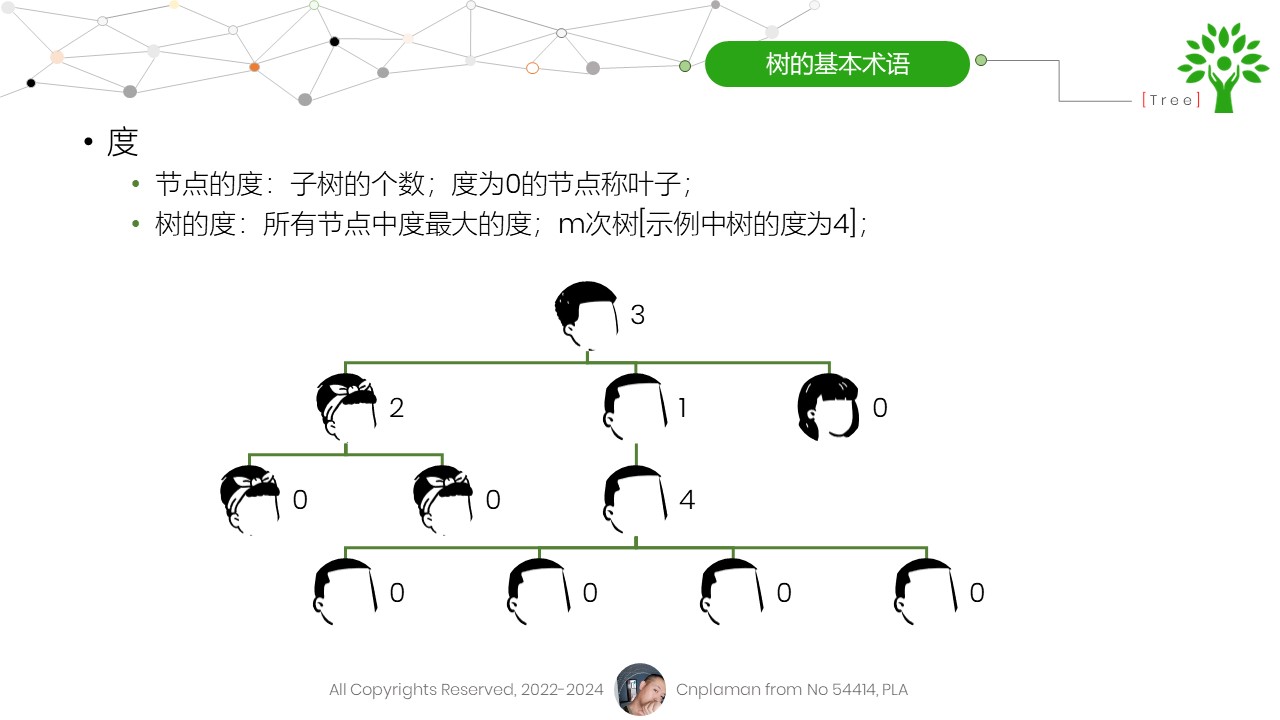 树的基本术语
[Tree]
• 度
• 节点的度：子树的个数；度为0的节点称叶子；
• 树的度：所有节点中度最大的度；m次树[示例中树的度为4]；
3
2 1 0
0 0 4
0 0 0 0
All Copyrights Reserved, 2022-2024 Cnplaman from No 54414, PLA